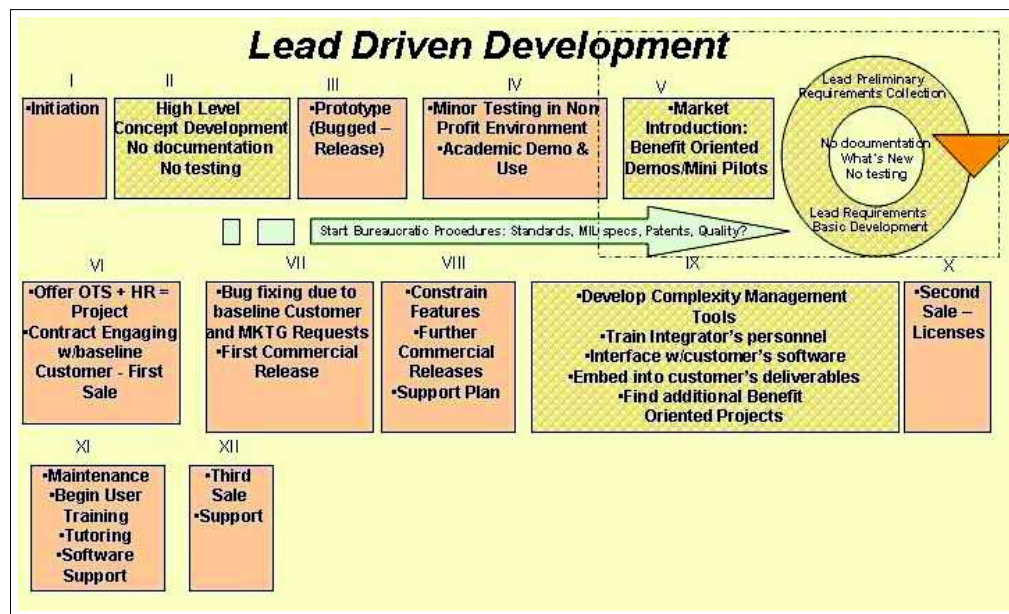 Lead Driven Development
I
•Initiation
II
High Level
Concept Development
No documentation
No testing
III
•Prototype
(Bugged –
Release)
IV
•Minor Testing in Non
Profit Environment
•Academic Demo &
Use
V
•Market
Introduction:
Benefit Oriented
Demos/Mini Pilots
Lead Preliminary
Requirements Collection
No documentation
What's New
No testing
Lead Requirements
Basic Development
Start Bureaucratic Procedures: Standards, MIL specs, Patents, Quality?
VI
•Offer OTS + HR =
Project
•Contract Engaging
w/baseline
Customer - First
Sale
VII
•Bug fixing due to
baseline Customer
and MKTG Requests
•First Commercial
Release
VIII
•Constrain
Features
•Further
Commercial
Releases
•Support Plan
IX
•Develop Complexity Management
Tools
•Train Integrator's personnel
•Interface w/customer's software
•Embed into customer's deliverables
•Find additional Benefit
Oriented Projects
X
•Second
Sale –
Licenses
XI
•Maintenance
•Begin User
Training
•Tutoring
•Software
Support
XII
•Third
Sale
•Support